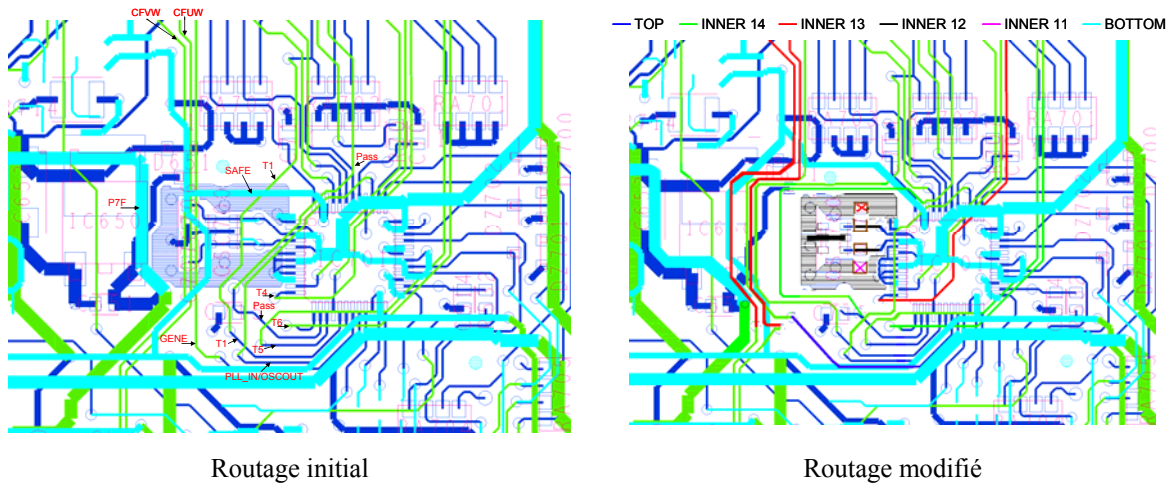 CFVW CFUW
TOP INNER 14 INNER 13 INNER 12 INNER 11 BOTTOM
RA701
Pass
T1
SAFE
P7F
T4
Pass
T6
GENE
T1
T5
PLL_IN/OSCOUT
Routage initial Routage modifié